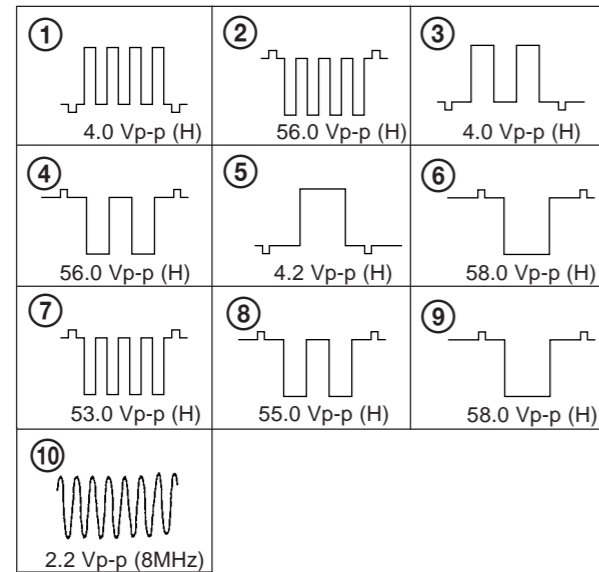 ① ② ③
4.0 Vp-p (H) 56.0 Vp-p (H) 4.0 Vp-p (H)
④ ⑤ ⑥
56.0 Vp-p (H) 4.2 Vp-p (H) 58.0 Vp-p (H)
⑦ ⑧ ⑨
53.0 Vp-p (H) 55.0 Vp-p (H) 58.0 Vp-p (H)
⑩
2.2 Vp-p (8MHz)